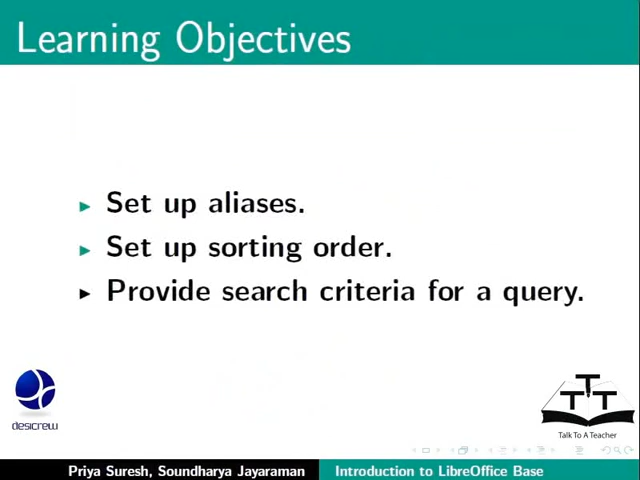 Learning Objectives
Set up aliases.
Set up sorting order.
Provide search criteria for a query.
desicrew
T T T
Talk To A Teacher
Priya Suresh, Soundharya Jayaraman Introduction to LibreOffice Base